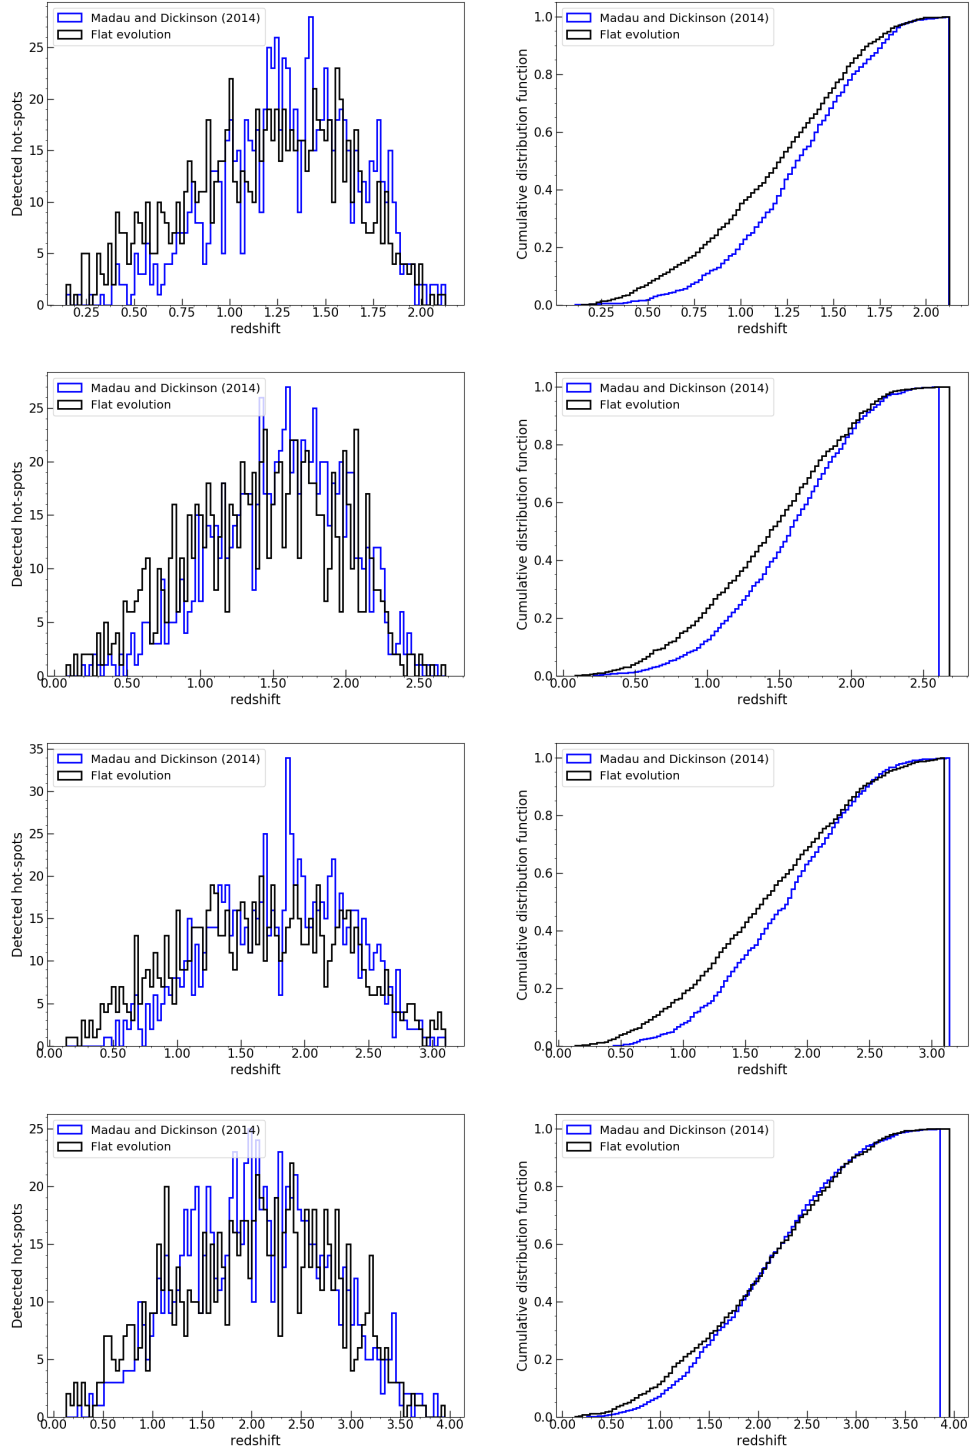 Madau and Dickinson (2014)
Flat evolution
Detected hot-spots
25
20
15
10
5
0
0.25 0.50 0.75 1.00 1.25 1.50 1.75 2.00
redshift
Madau and Dickinson (2014)
Flat evolution
Cumulative distribution function
1.0
0.8
0.6
0.4
0.2
0.0
0.25 0.50 0.75 1.00 1.25 1.50 1.75 2.00
redshift
Madau and Dickinson (2014)
Flat evolution
Detected hot-spots
25
20
15
10
5
0
0.00 0.50 1.00 1.50 2.00 2.50
redshift
Madau and Dickinson (2014)
Flat evolution
Cumulative distribution function
1.0
0.8
0.6
0.4
0.2
0.0
0.00 0.50 1.00 1.50 2.00 2.50
redshift
Madau and Dickinson (2014)
Flat evolution
Detected hot-spots
35
30
25
20
15
10
5
0
0.00 0.50 1.00 1.50 2.00 2.50 3.00
redshift
Madau and Dickinson (2014)
Flat evolution
Cumulative distribution function
1.0
0.8
0.6
0.4
0.2
0.0
0.00 0.50 1.00 1.50 2.00 2.50 3.00
redshift
Madau and Dickinson (2014)
Flat evolution
Detected hot-spots
25
20
15
10
5
0
0.00 0.50 1.00 1.50 2.00 2.50 3.00 3.50 4.00
redshift
Madau and Dickinson (2014)
Flat evolution
Cumulative distribution function
1.0
0.8
0.6
0.4
0.2
0.0
0.00 0.50 1.00 1.50 2.00 2.50 3.00 3.50 4.00
redshift